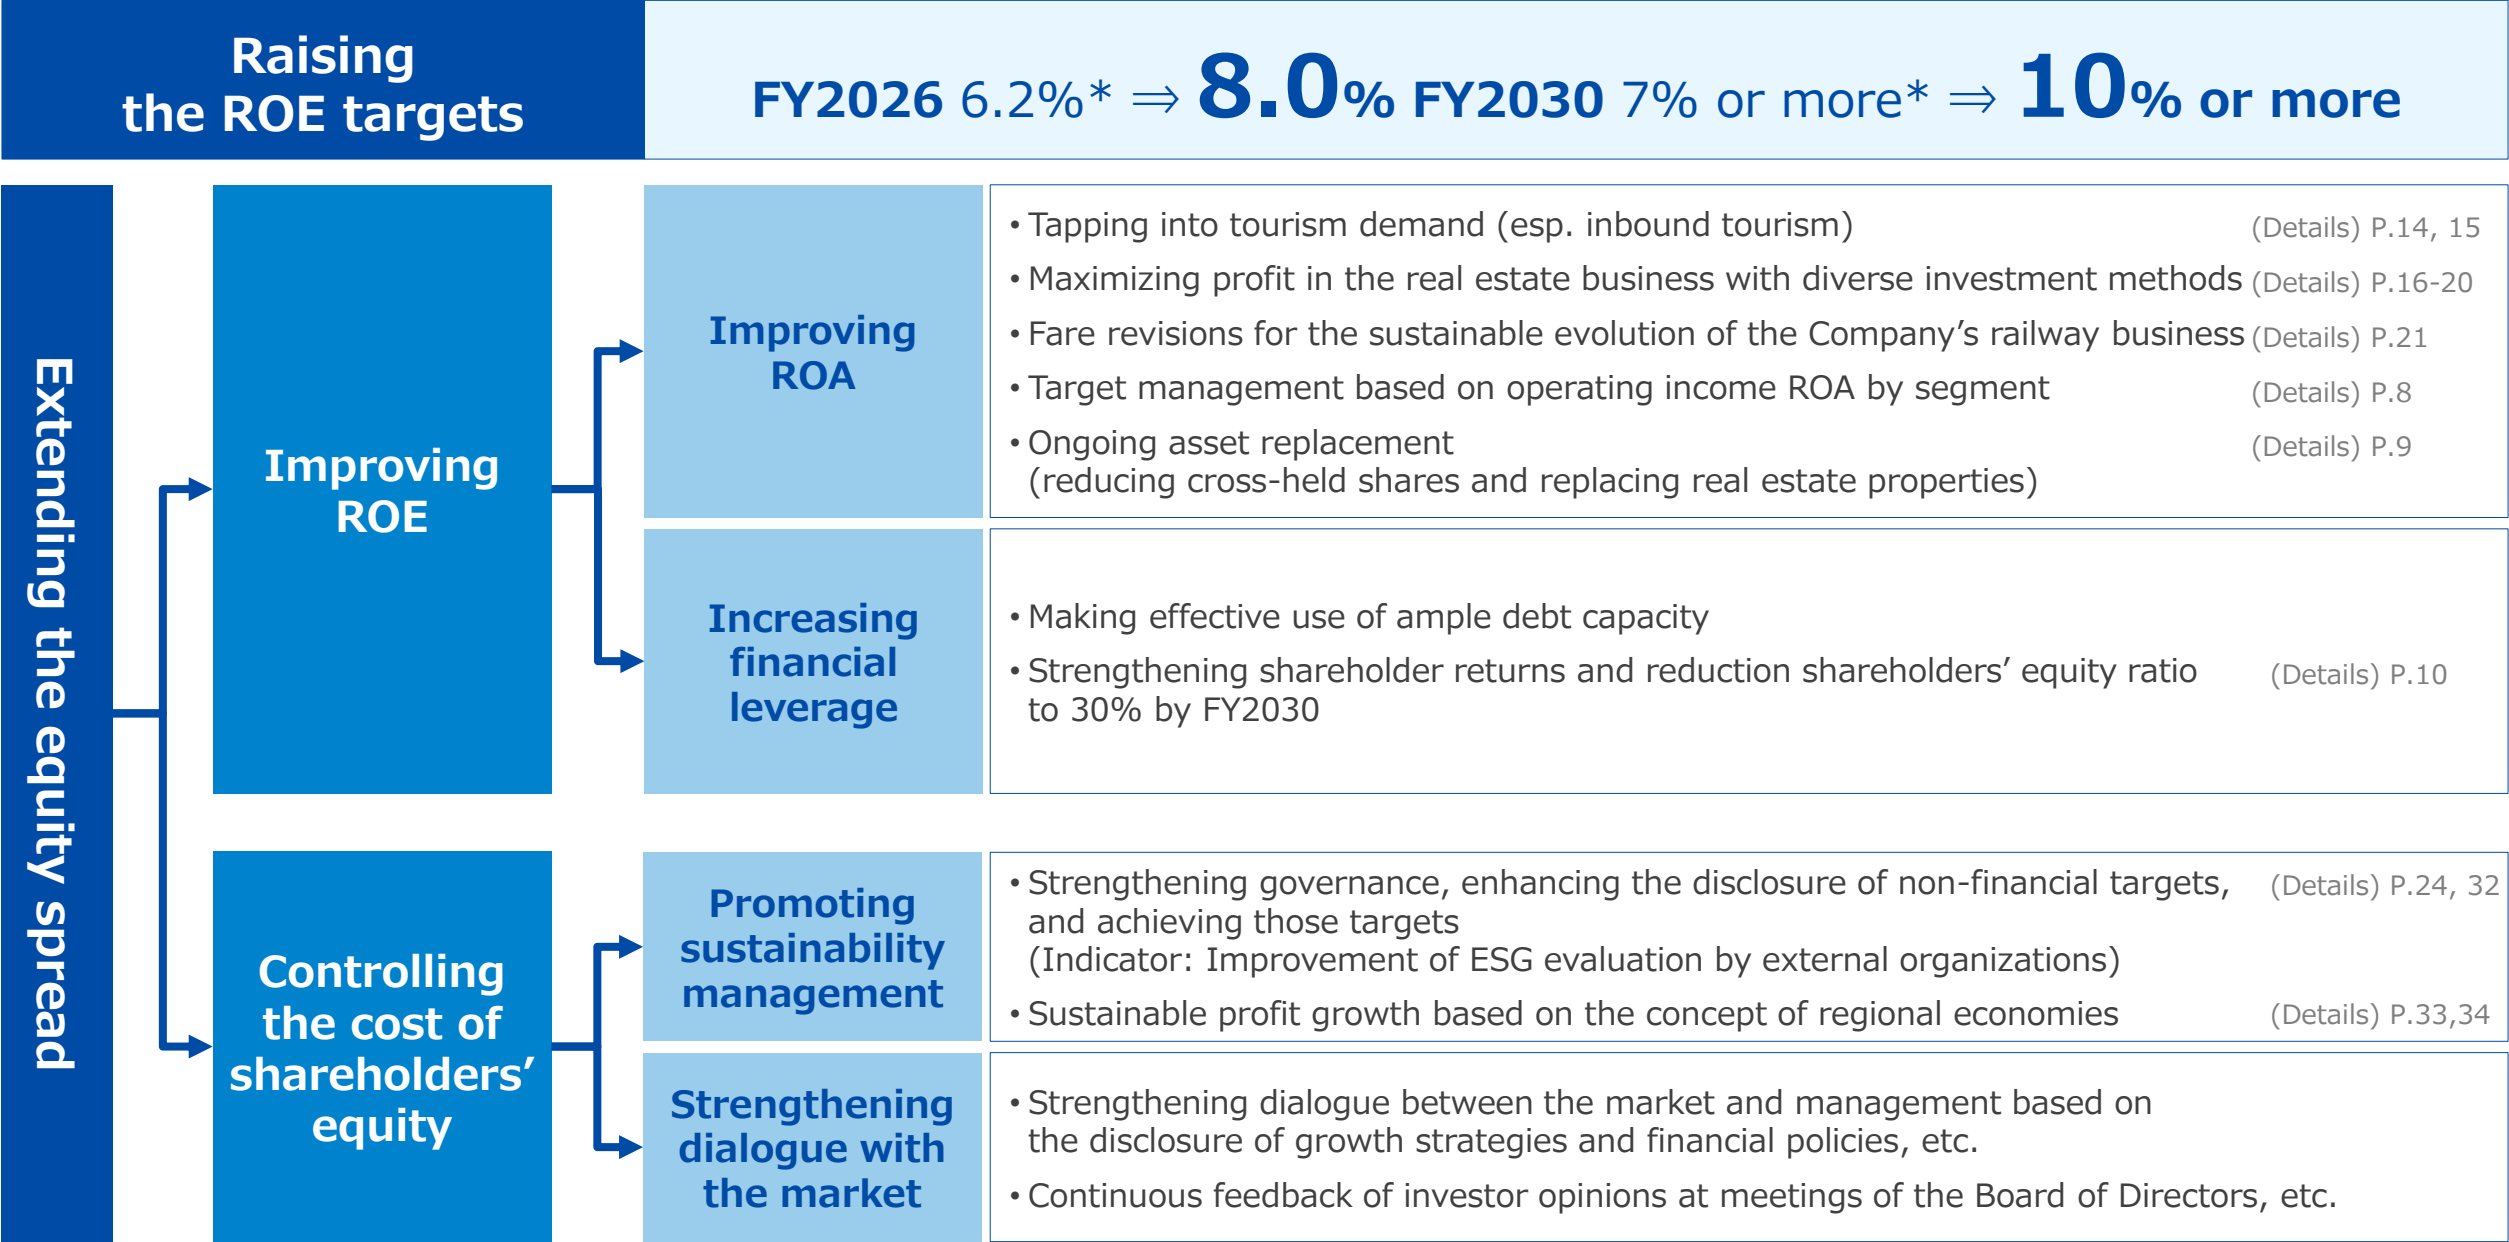 Raising
the ROE targets
FY2026 6.2%* ⇒ 8.0% FY2030 7% or more* ⇒ 10% or more
Extending the equity spread
Improving
ROE
Improving
ROA
• Tapping into tourism demand (esp. inbound tourism) (Details) P.14, 15
• Maximizing profit in the real estate business with diverse investment methods (Details) P.16-20
• Fare revisions for the sustainable evolution of the Company’s railway business (Details) P.21
• Target management based on operating income ROA by segment (Details) P.8
• Ongoing asset replacement (Details) P.9
(reducing cross-held shares and replacing real estate properties)
Increasing
financial
leverage
• Making effective use of ample debt capacity
• Strengthening shareholder returns and reduction shareholders’ equity ratio (Details) P.10
to 30% by FY2030
Controlling
the cost of
shareholders’
equity
Promoting
sustainability
management
• Strengthening governance, enhancing the disclosure of non-financial targets, (Details) P.24, 32
and achieving those targets
(Indicator: Improvement of ESG evaluation by external organizations)
• Sustainable profit growth based on the concept of regional economies (Details) P.33,34
Strengthening
dialogue with
the market
• Strengthening dialogue between the market and management based on
the disclosure of growth strategies and financial policies, etc.
• Continuous feedback of investor opinions at meetings of the Board of Directors, etc.